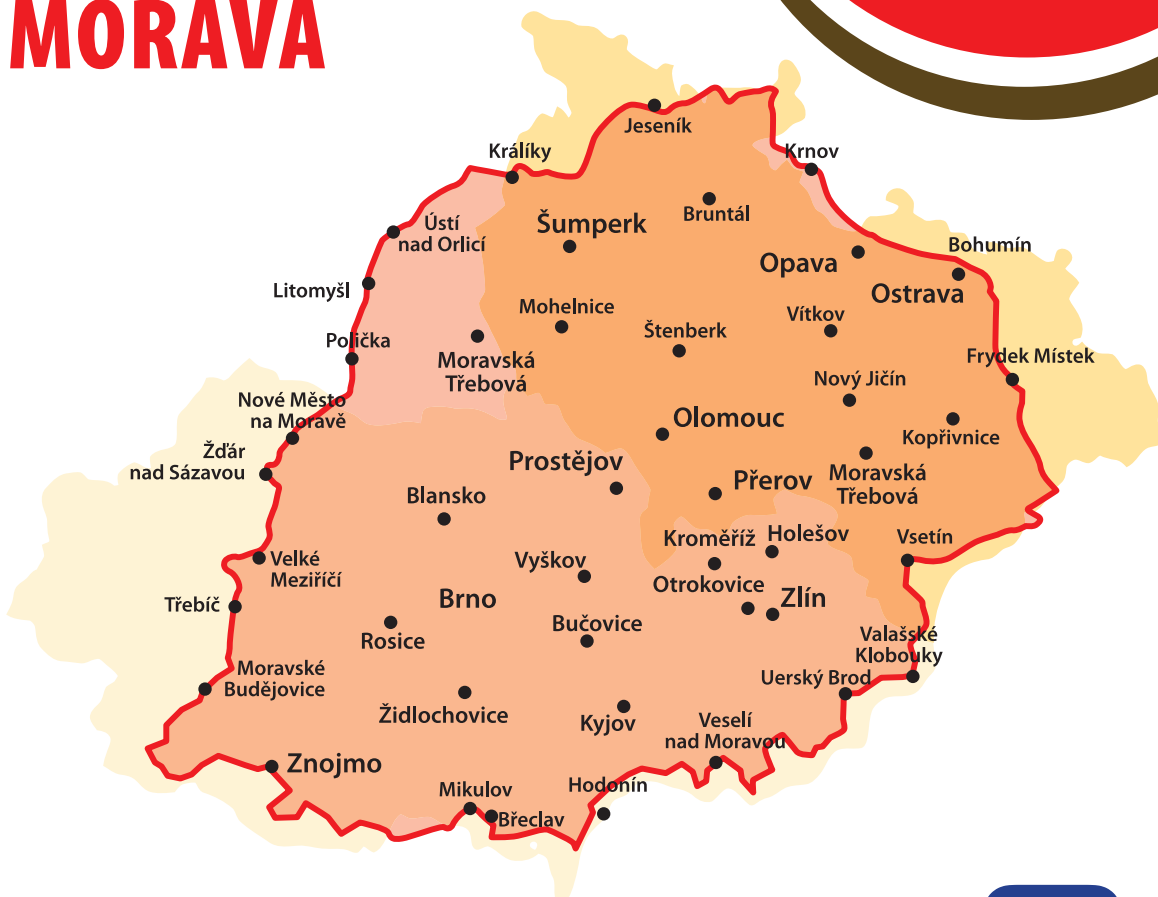 MORAVA
Jeseník
Králíky
Krnov
Bruntál
Ústí
nad Orlicí
Šumperk
Bohumín
Opava
Ostrava
Litomyšl
Mohelnice
Vítkov
Štenberk
Polička
Moravská
Třebová
Frydek Místek
Nový Jičín
Nové Město
na Moravě
Olomouc
Kopřivnice
Žďár
nad Sázavou
Prostějov
Přerov
Moravská
Třebová
Blansko
Kroměříž
Holešov
Vsetín
Velké
Meziříčí
Vyškov
Otrokovice
Zlín
Třebíč
Brno
Rosice
Bučovice
Valašské
Klobouky
Moravské
Budějovice
Uerský Brod
Židlochovice
Kyjov
Veselí
nad Moravou
Znojmo
Mikulov
Hodonín
Břeclav